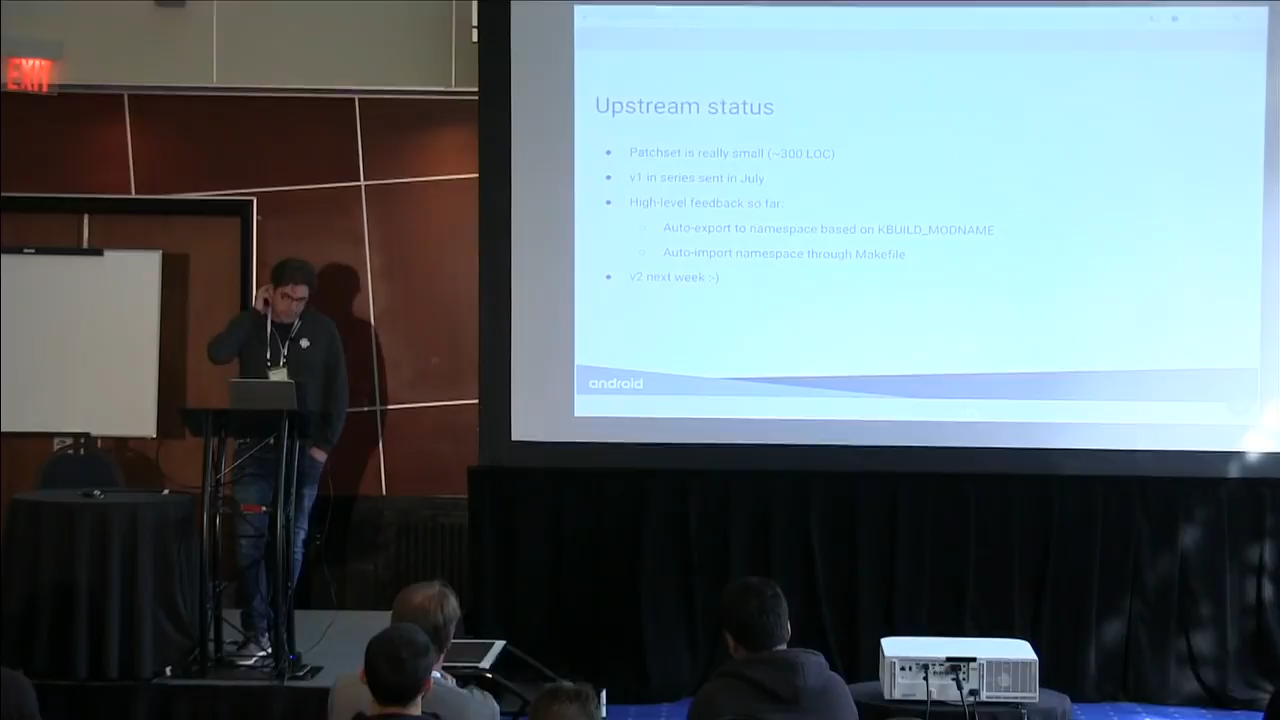 EXIT
Upstream status
Patchset is really small (~300 LOC)
v1 in series sent in July
High-level feedback so far:
Auto-export to namespace based on KBUILD_MODNAME
Auto-import namespace through Makefile
v2 next week :-)
android